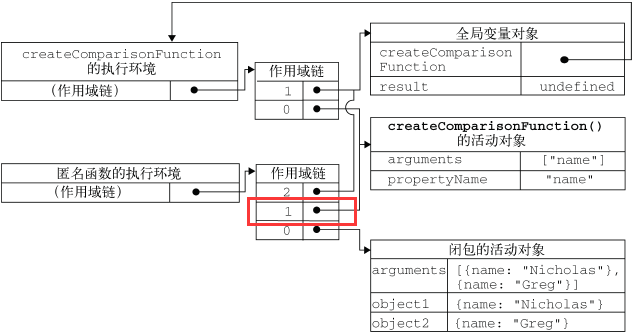 createComparisonFunction
的执行环境
(作用域链)
作用域链
1
0
全局变量对象
createComparison
Function
result
undefined
createComparisonFunction()
的活动对象
arguments
["name"]
propertyName
"name"
匿名函数的执行环境
(作用域链)
作用域链
2
1
0
闭包的活动对象
arguments
[{name: "Nicholas"},
{name: "Greg"}]
object1
{name: "Nicholas"}
object2
{name: "Greg"}